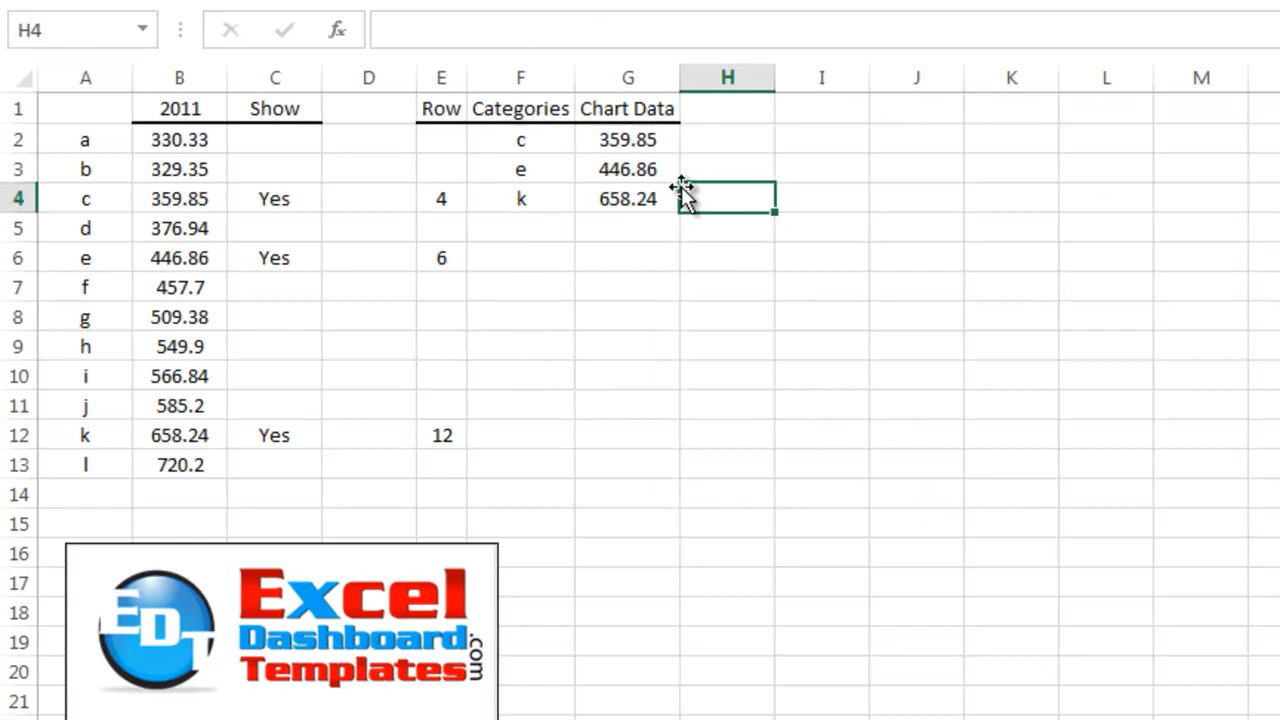 H4 fx
A B C D E F G H I J K L M
1 2011 Show Row Categories Chart Data
2 a 330.33 c 359.85
3 b 329.35 e 446.86
4 c 359.85 Yes 4 k 658.24
5 d 376.94
6 e 446.86 Yes 6
7 f 457.7
8 g 509.38
9 h 549.9
10 i 566.84
11 j 585.2
12 k 658.24 Yes 12
13 l 720.2
14
15
16
17
18
19
20
21
EDT
Excel
Dashboard
Templates
.com